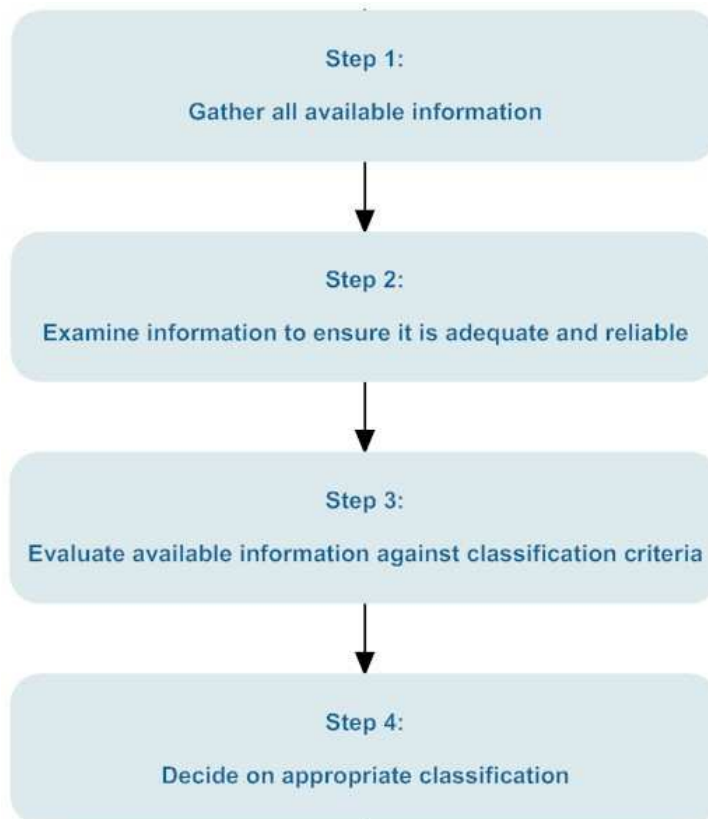 Step 1:
Gather all available information
Step 2:
Examine information to ensure it is adequate and reliable
Step 3:
Evaluate available information against classification criteria
Step 4:
Decide on appropriate classification